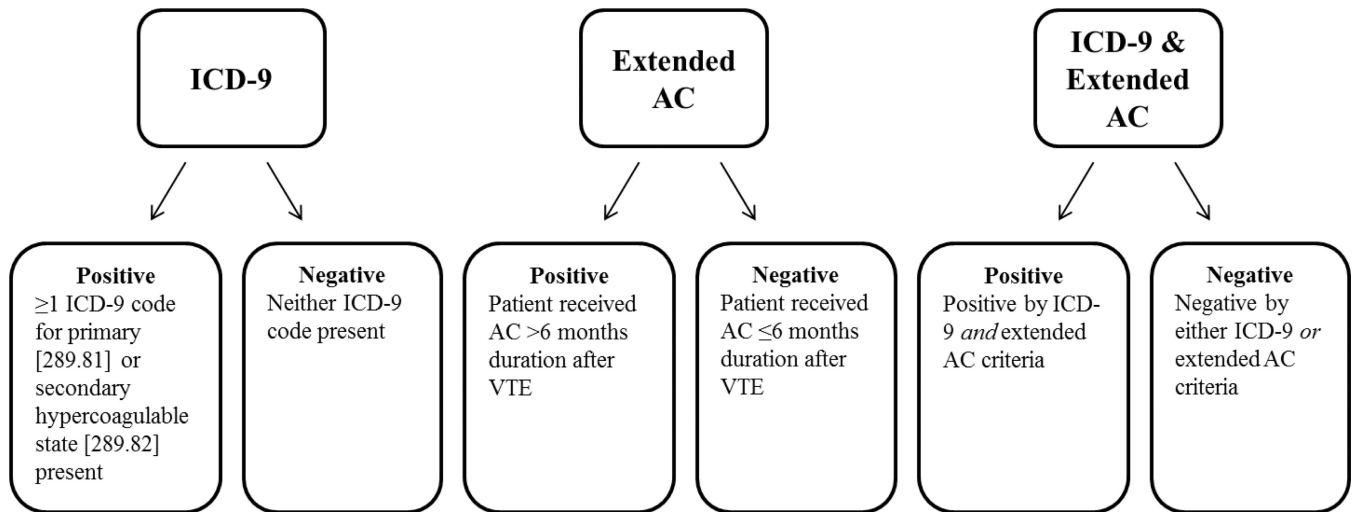 ICD-9
Extended
AC
ICD-9 &
Extended
AC
Positive
≥1 ICD-9 code
for primary
[289.81] or
secondary
hypercoagulable
state [289.82]
present
Negative
Neither ICD-9
code present
Positive
Patient received
AC >6 months
duration after
VTE
Negative
Patient received
AC ≤6 months
duration after
VTE
Positive
Positive by ICD-
9 and extended
AC criteria
Negative
Negative by
either ICD-9 or
extended AC
criteria